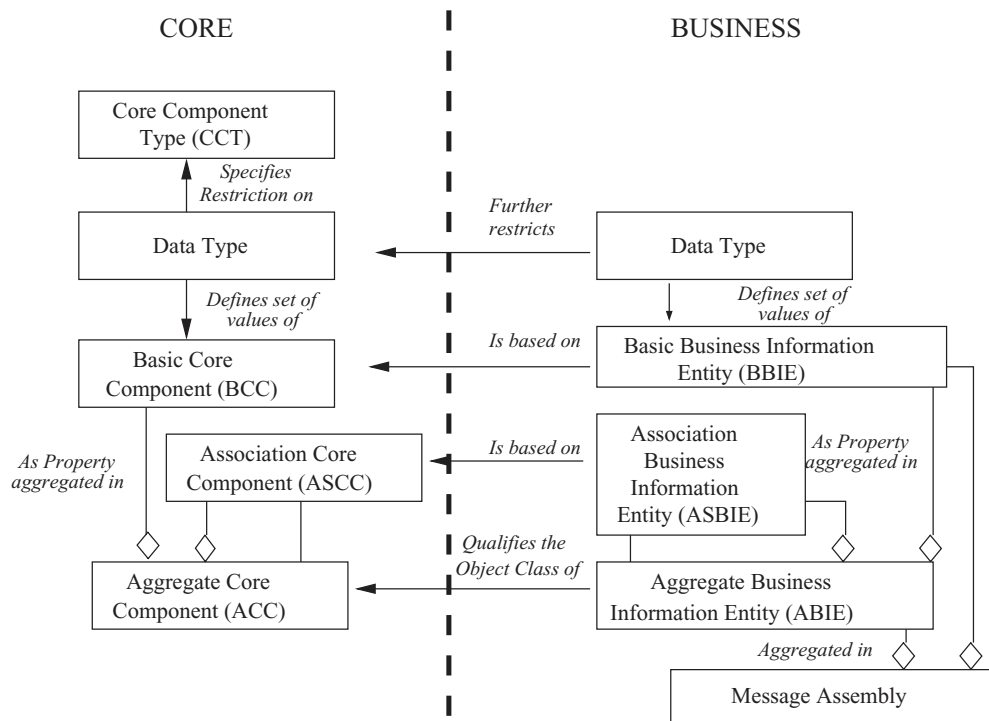 CORE
BUSINESS
Core Component
Type (CCT)
Specifies
Restriction on
Further
restricts
Data Type
Data Type
Defines set of
values of
Defines set of
values of
Is based on
Basic Core
Component (BCC)
Basic Business Information
Entity (BBIE)
As Property
aggregated in
Association Core
Component (ASCC)
Is based on
Association
Business
Information
Entity (ASBIE)
As Property
aggregated in
Qualifies the
Object Class of
Aggregate Core
Component (ACC)
Aggregate Business
Information Entity (ABIE)
Aggregated in
Message Assembly